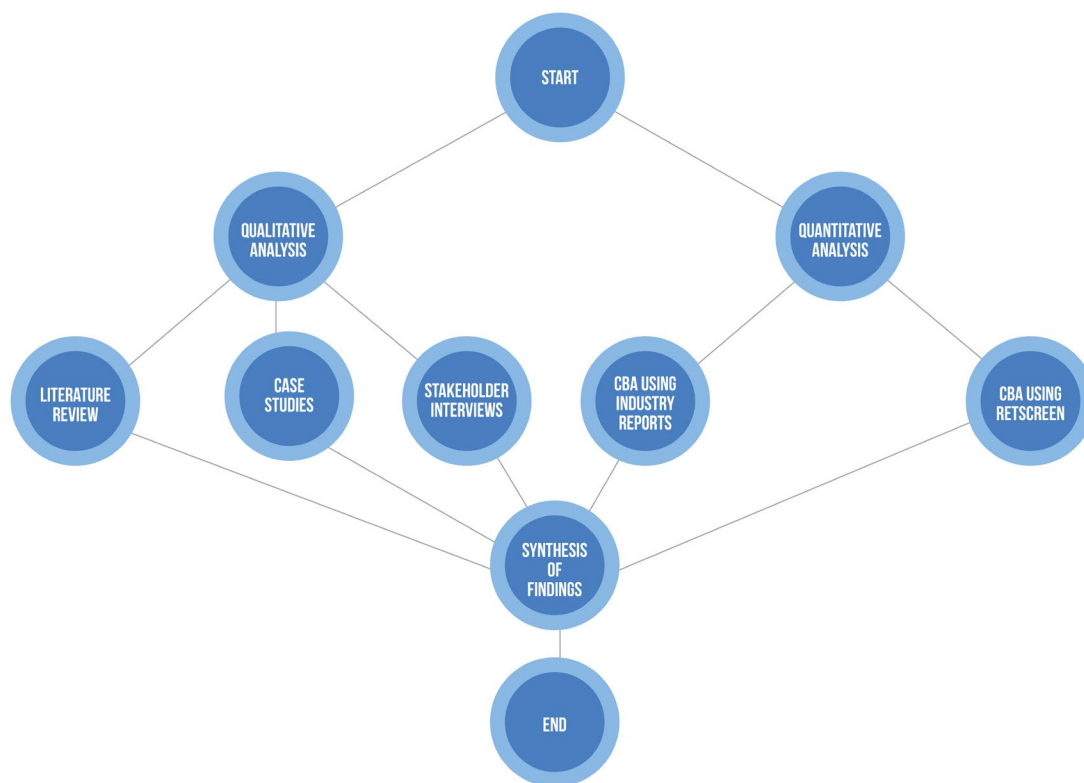 START
QUALITATIVE
ANALYSIS
QUANTITATIVE
ANALYSIS
LITERATURE
REVIEW
CASE
STUDIES
STAKEHOLDER
INTERVIEWS
CBA USING
INDUSTRY
REPORTS
CBA USING
RETSCREEN
SYNTHESIS
OF
FINDINGS
END